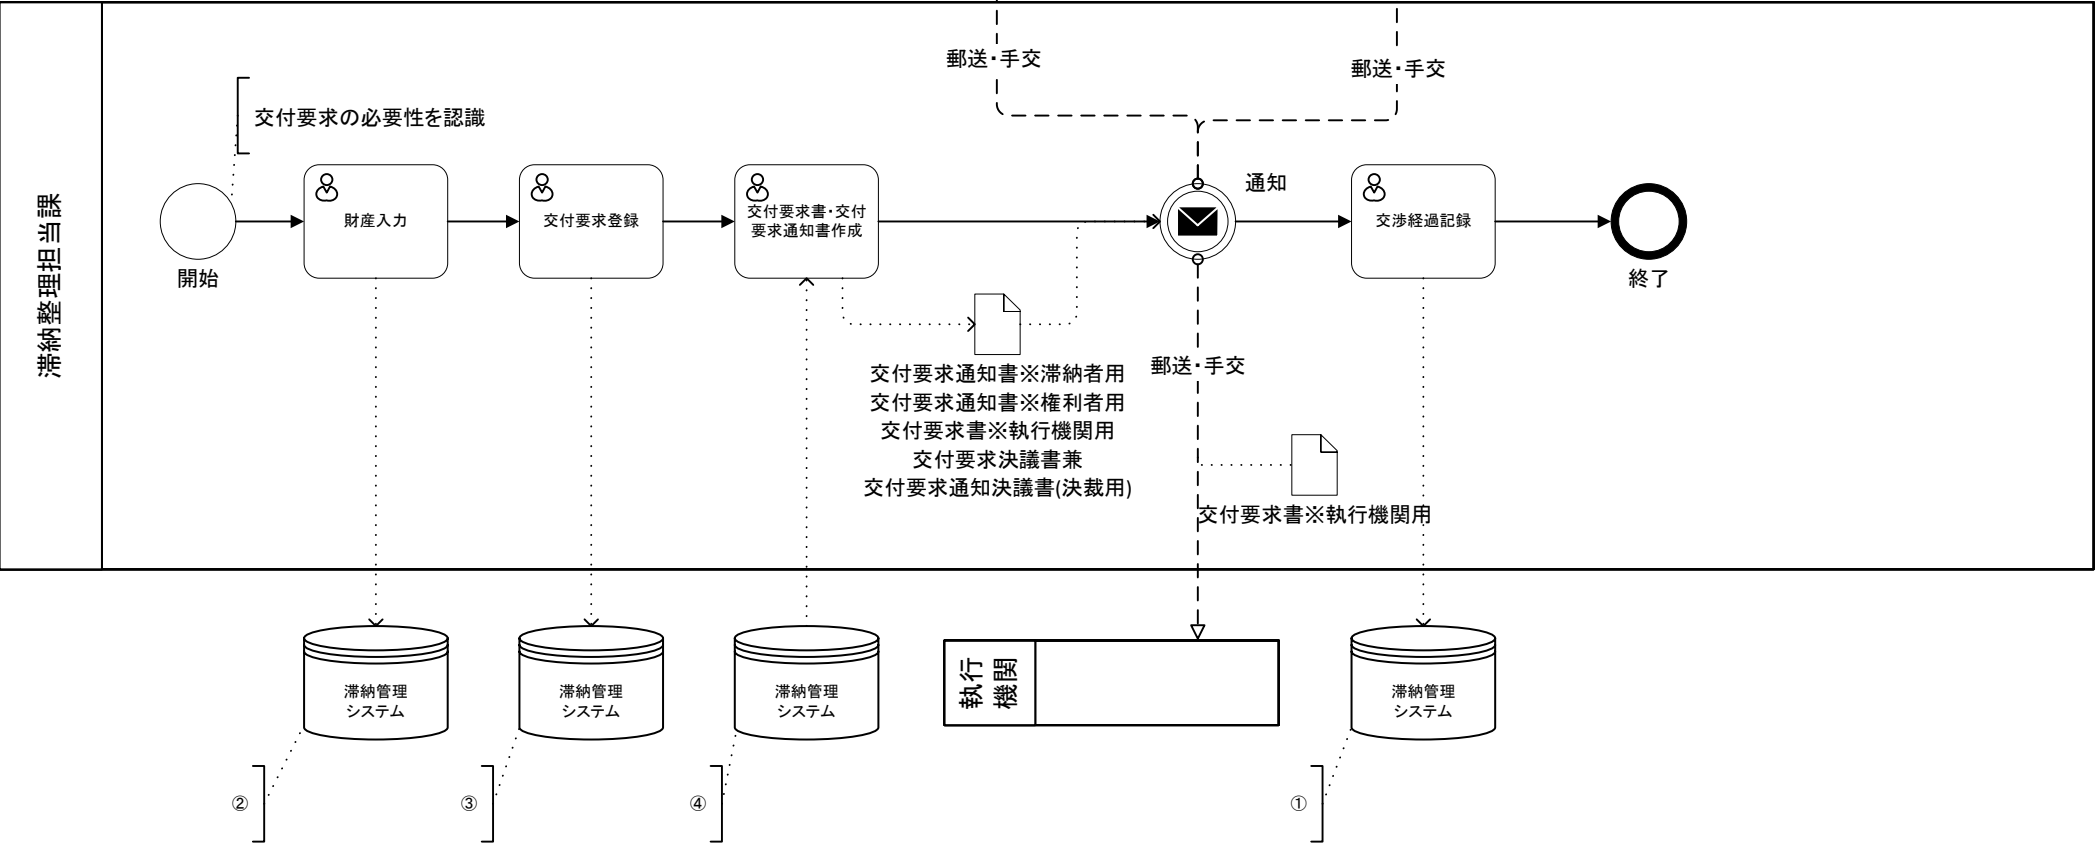 郵送・手交
郵送・手交
交付要求の必要性を認識
滞納整理担当課
開始
財産入力
交付要求登録
交付要求書・交付
要求通知書作成
通知
交渉経過記録
終了
郵送・手交
交付要求通知書※滞納者用
交付要求通知書※権利者用
交付要求書※執行機関用
交付要求決議書兼
交付要求通知決議書(決裁用)
交付要求書※執行機関用
滞納管理
システム
滞納管理
システム
滞納管理
システム
執行
機関
滞納管理
システム
②
③
④
①